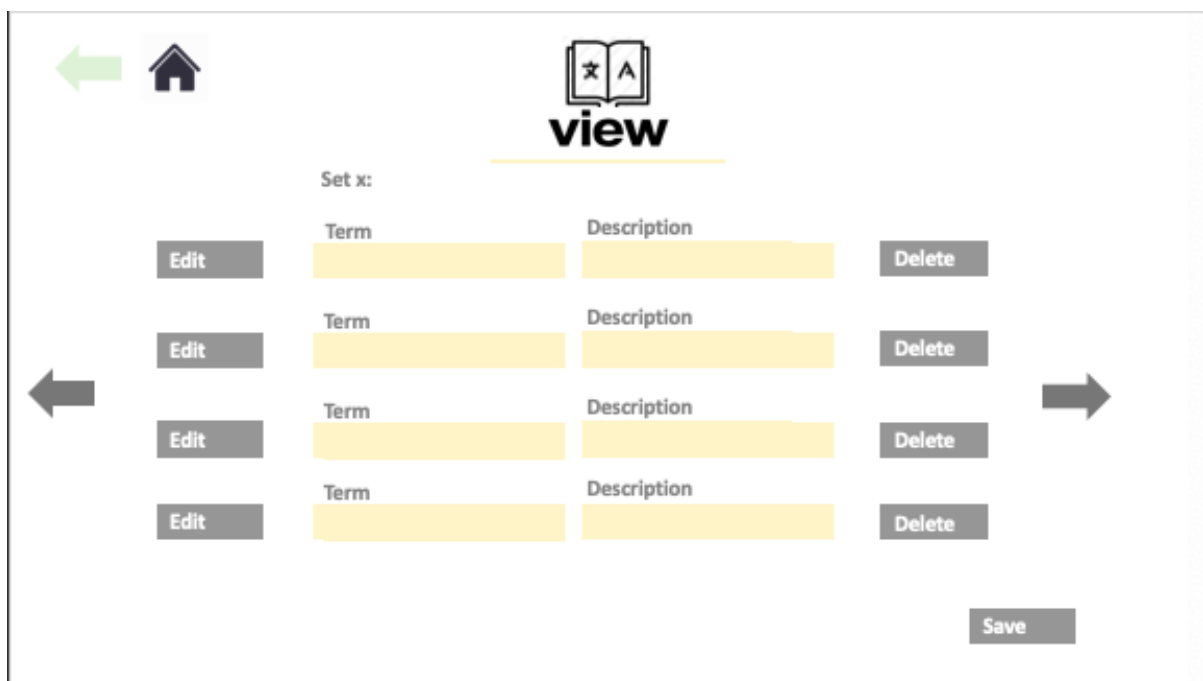 文 A
view
Set x:
Term Description
Edit Delete
Term Description
Edit Delete
Term Description
Edit Delete
Term Description
Edit Delete
Save